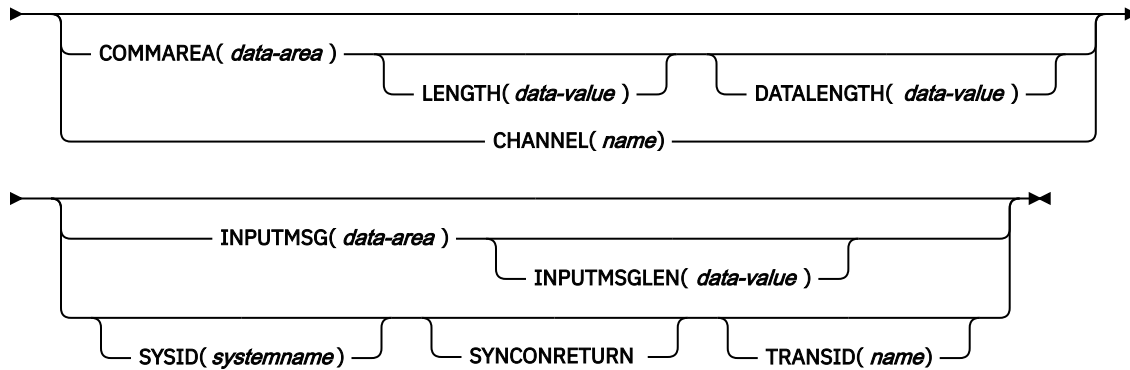 COMMAREA( data-area )
LENGTH( data-value )
DATALENGTH( data-value )
CHANNEL( name)
INPUTMSG( data-area )
INPUTMSGLEN( data-value )
SYSID( systemname )
SYNCONRETURN
TRANSID( name)